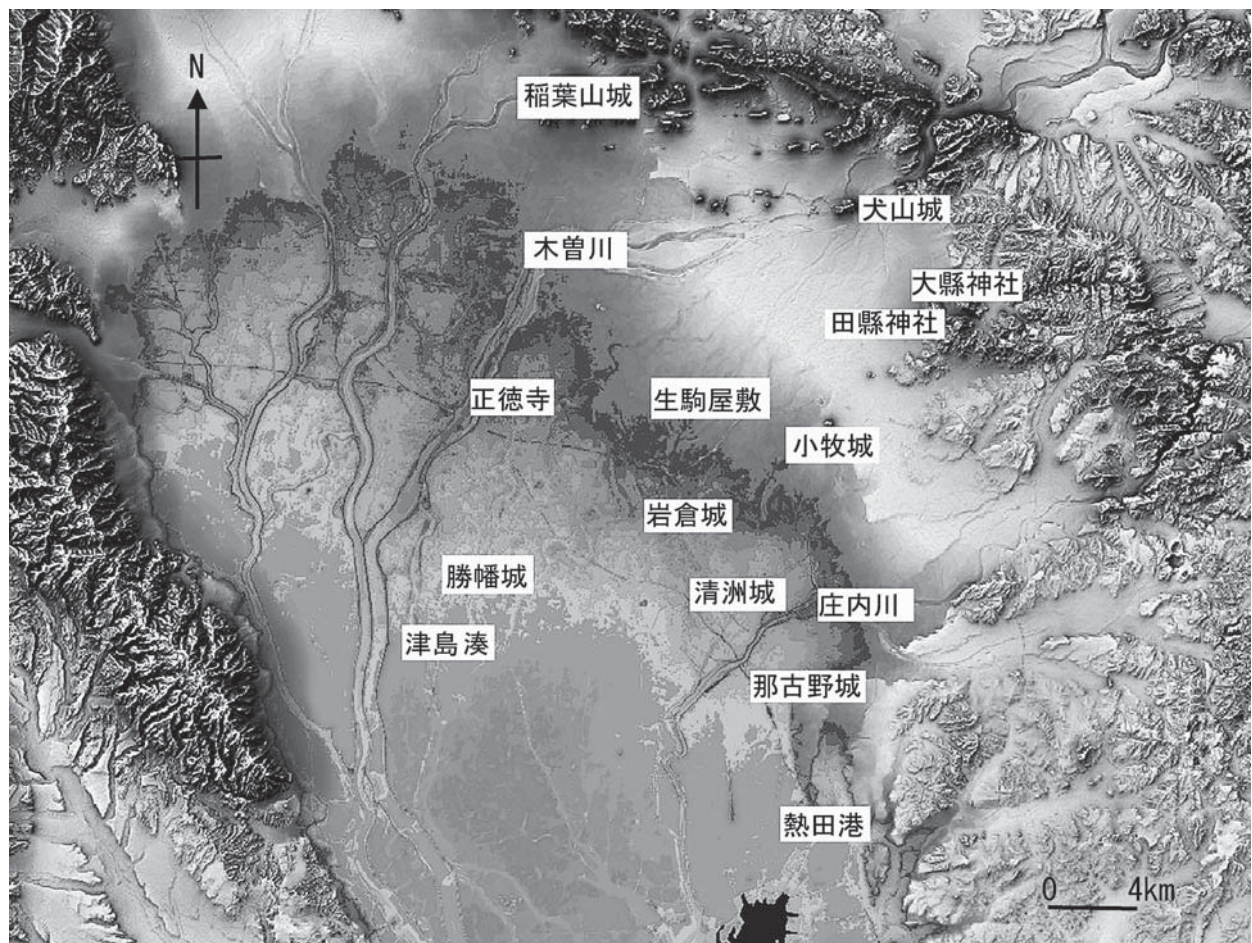 N
稲葉山城
犬山城
木曽川
大縣神社
田縣神社
正徳寺
生駒屋敷
小牧城
岩倉城
勝幡城
清洲城
庄内川
津島湊
那古野城
熱田港
0 4km